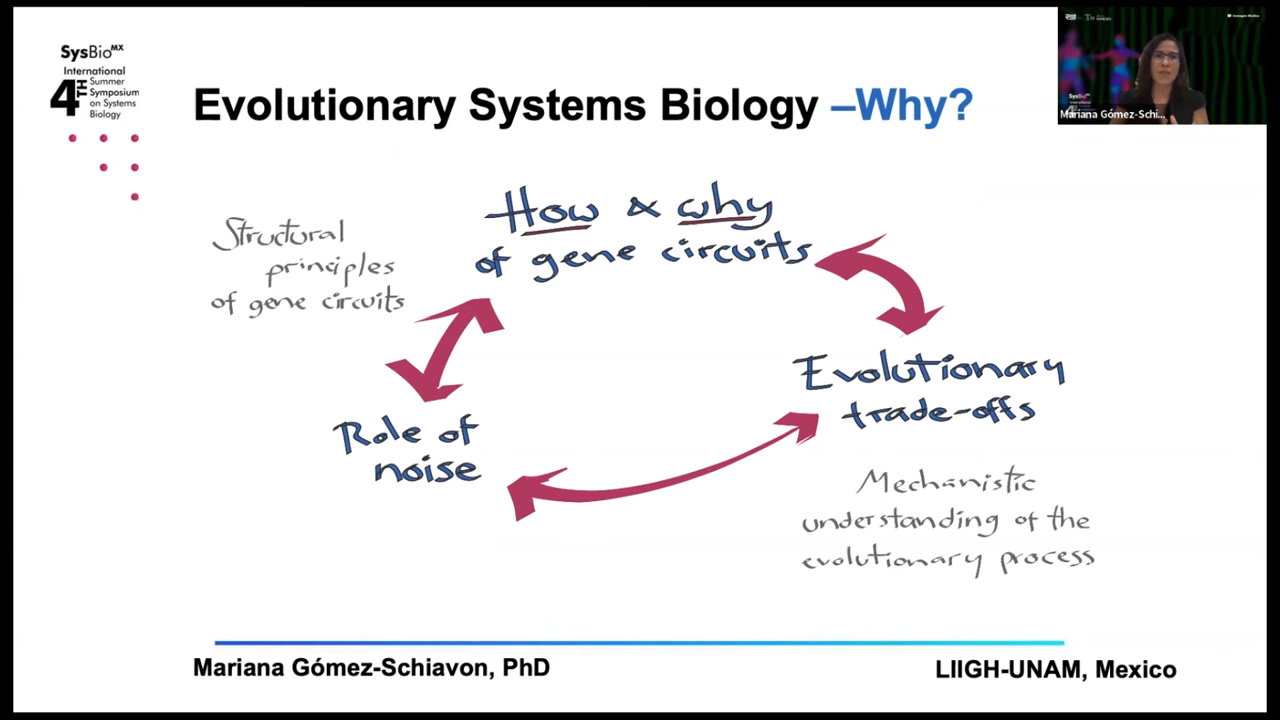 SysBioMX
International
4TH Summer
Symposium
on Systems
Biology
Evolutionary Systems Biology –Why?
Mariana Gómez-Schi...
How & why
of gene circuits
Structural
principles
of gene circuits
Evolutionary
trade-offs
Role of
noise
Mechanistic
understanding of the
evolutionary process
Mariana Gómez-Schiavon, PhD
LIIGH-UNAM, Mexico